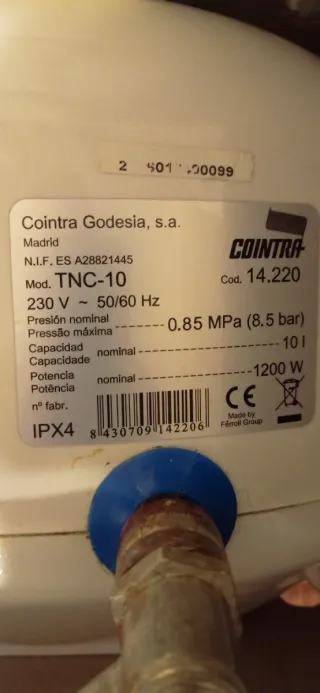 Cointra Godesia, s.a.
Madrid
COINTRA
N.I.F. ES A28821445
Mod. TNC-10 Cod. 14.220
230 V ~ 50/60 Hz
Presión nominal
Pressão máxima ------- 0.85 MPa (8.5 bar)
Capacidad
Capacidade nominal ---------------------- 10 l
Potencia
Potência nominal ----------------- 1200 W
nº fabr.
CE
Made by
Férroli Group
IPX4
8 430709 142206